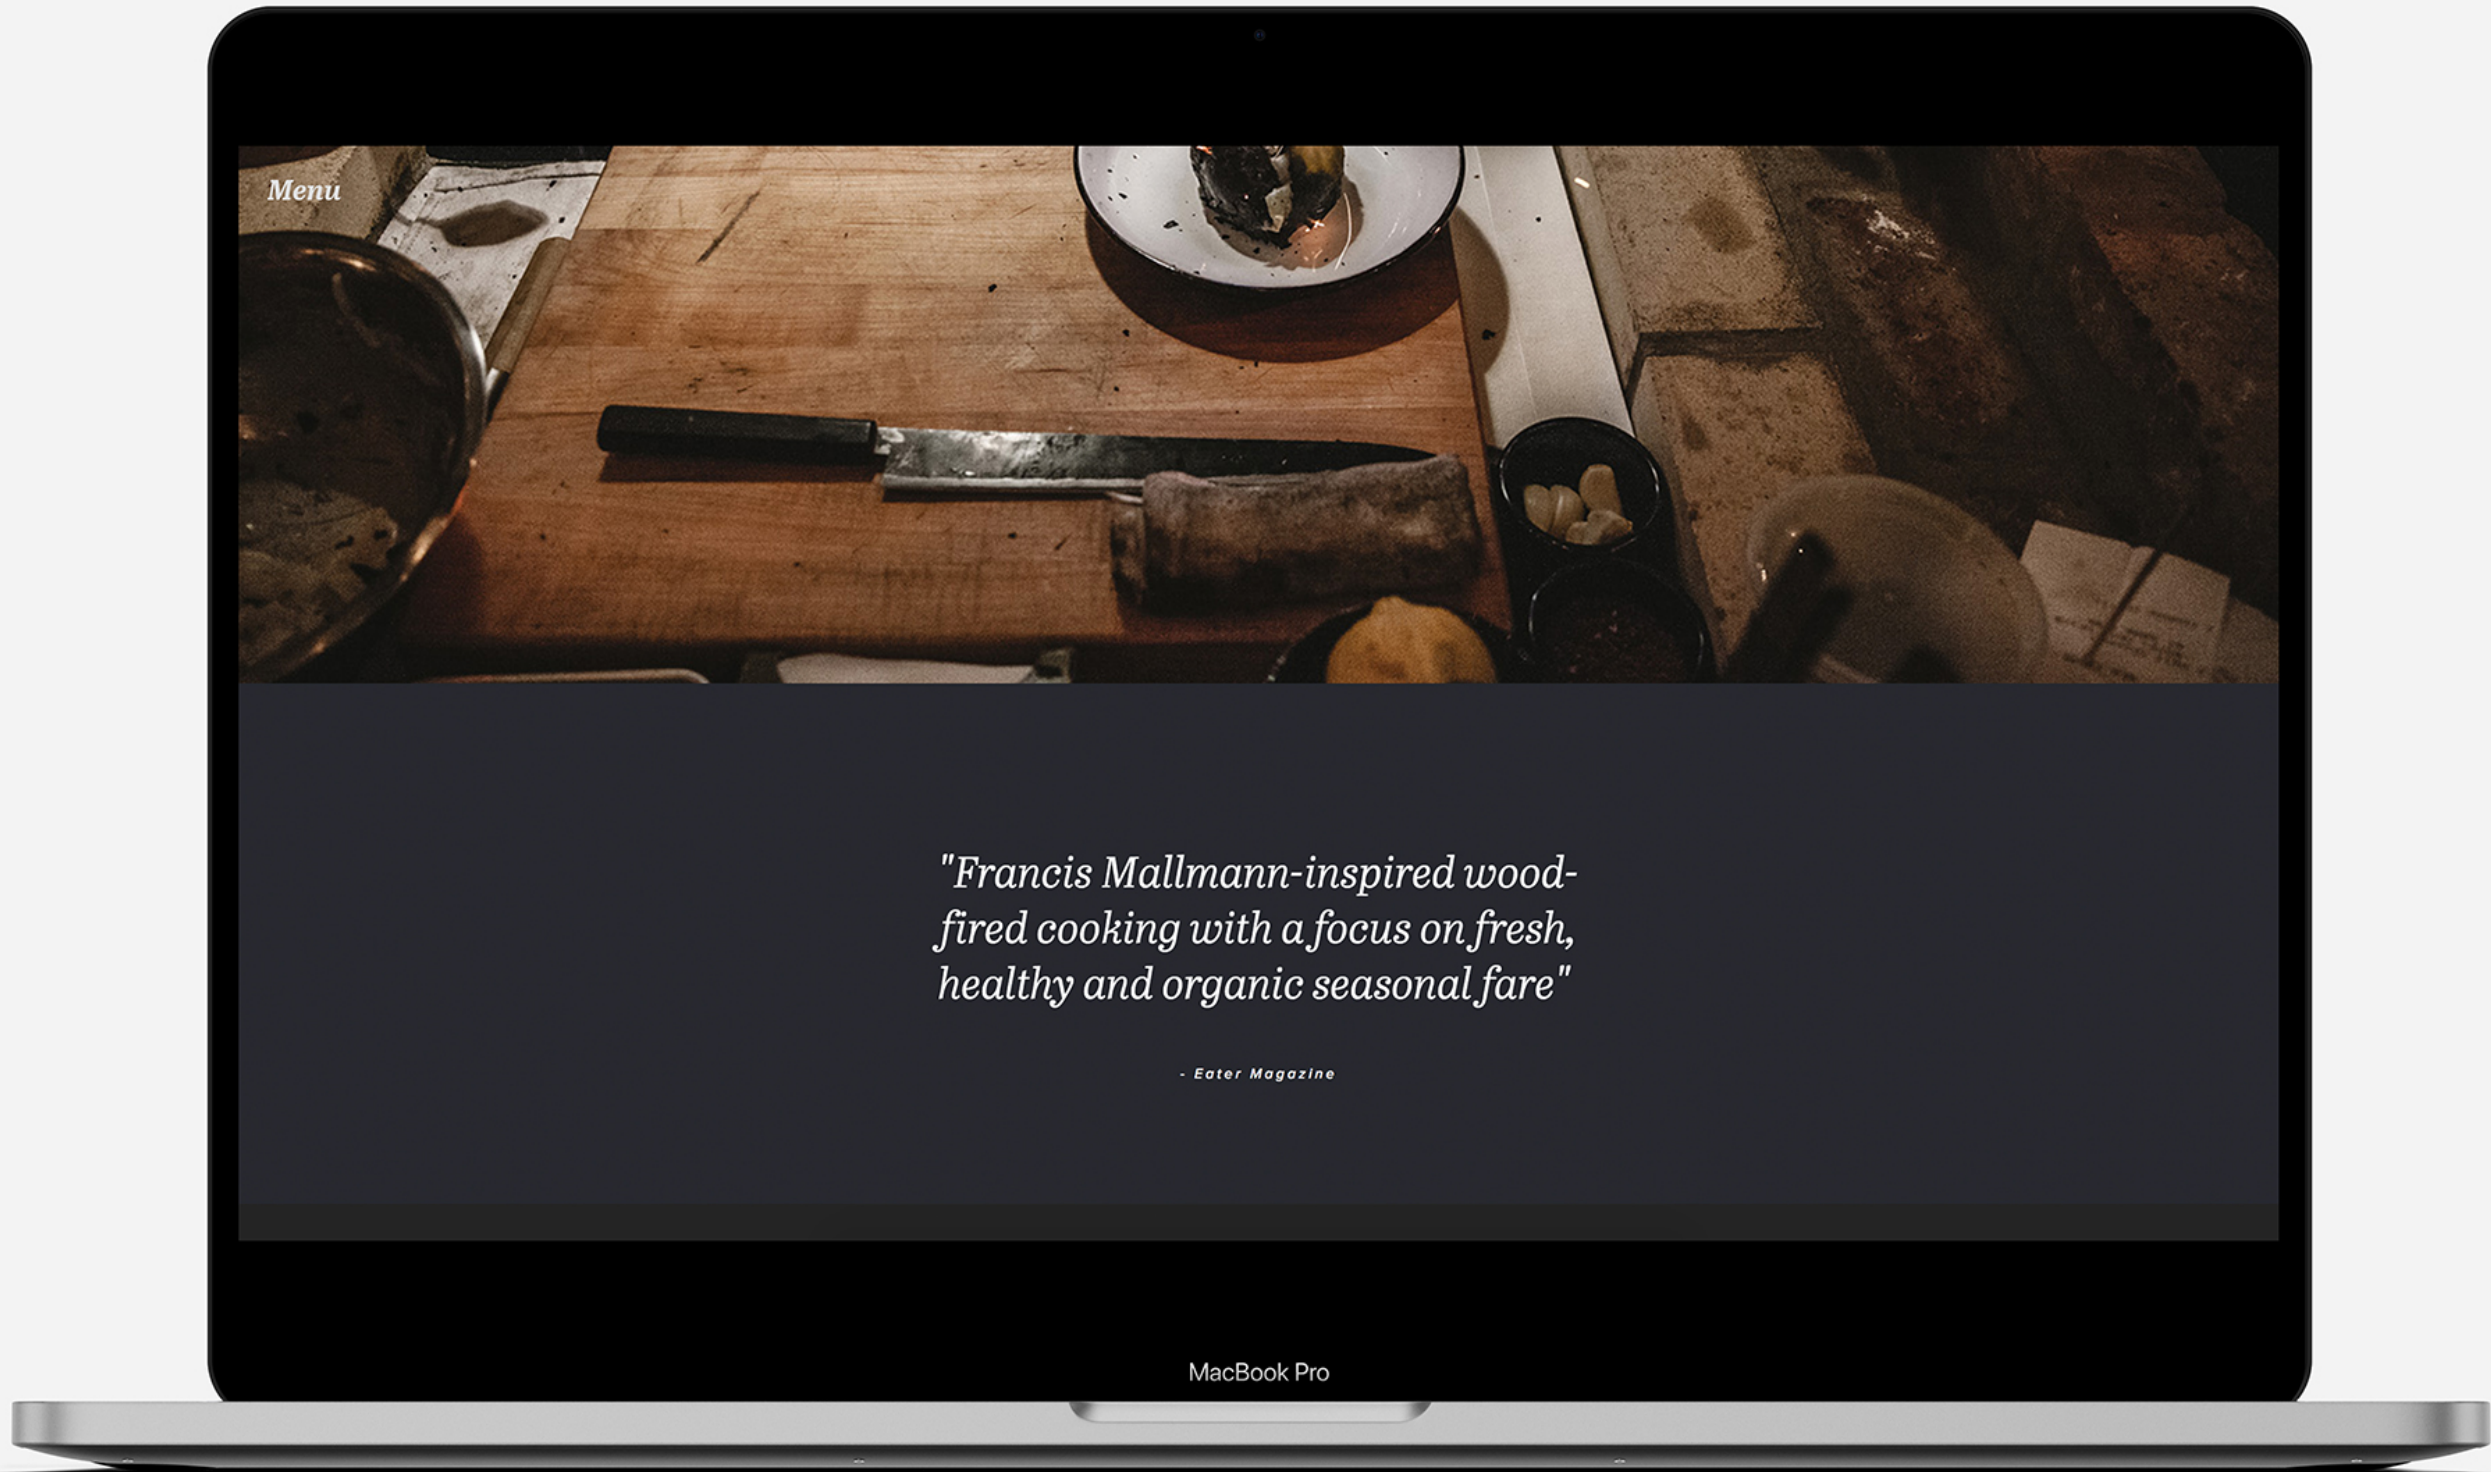 Menu
"Francis Mallmann-inspired wood-
fired cooking with a focus on fresh,
healthy and organic seasonal fare"
- Eater Magazine
MacBook Pro